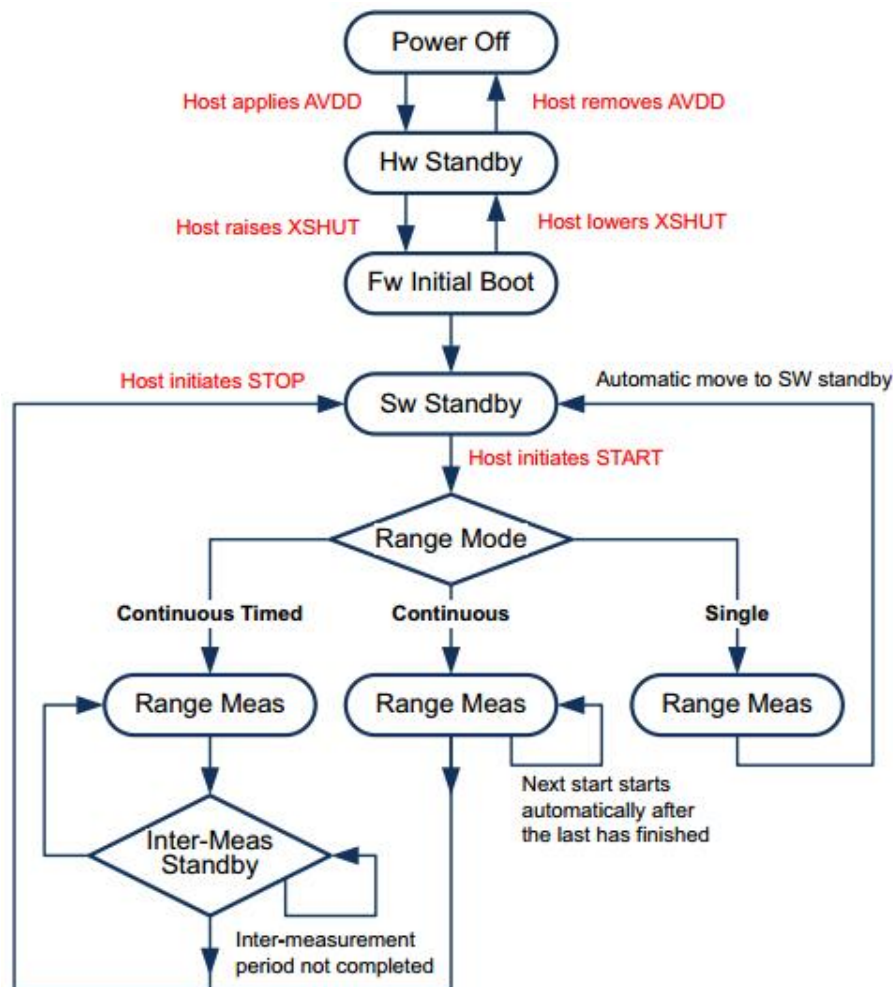 Power Off
Host applies AVDD
Host removes AVDD
Hw Standby
Host raises XSHUT
Host lowers XSHUT
Fw Initial Boot
Host initiates STOP
Automatic move to SW standby
Sw Standby
Host initiates START
Range Mode
Continuous Timed
Continuous
Single
Range Meas
Range Meas
Range Meas
Next start starts
automatically after
the last has finished
Inter-Meas
Standby
Inter-measurement
period not completed